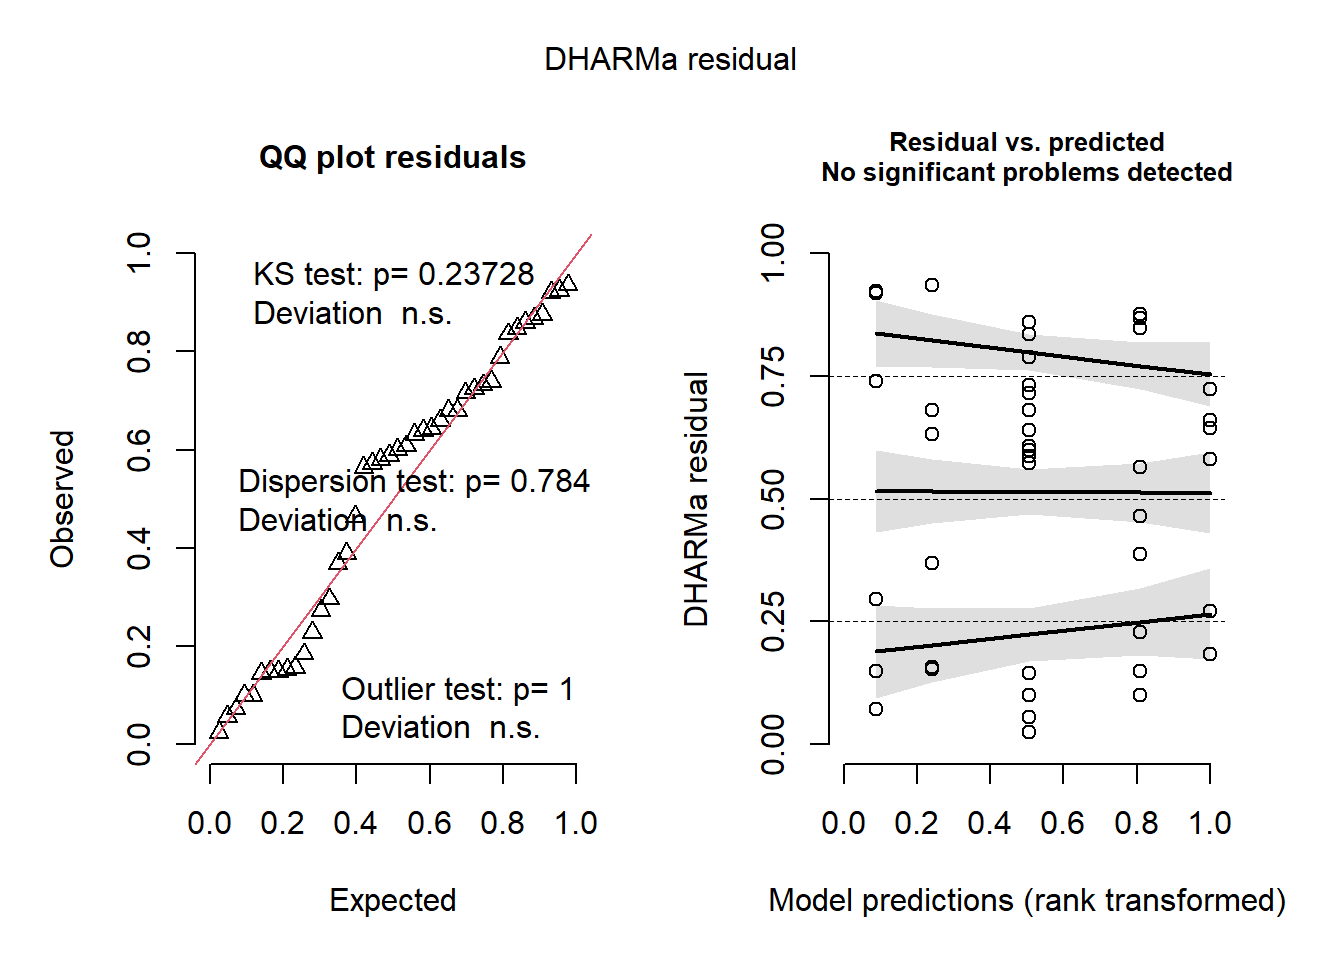 DHARMa residual
QQ plot residuals
KS test: p= 0.23728
Deviation  n.s.
Dispersion test: p= 0.784
Deviation  n.s.
Outlier test: p= 1
Deviation  n.s.
Observed
0.0
0.2
0.4
0.6
0.8
1.0
0.0 0.2 0.4 0.6 0.8 1.0
Expected
Residual vs. predicted
No significant problems detected
DHARMa residual
0.00
0.25
0.50
0.75
1.00
0.0 0.2 0.4 0.6 0.8 1.0
Model predictions (rank transformed)